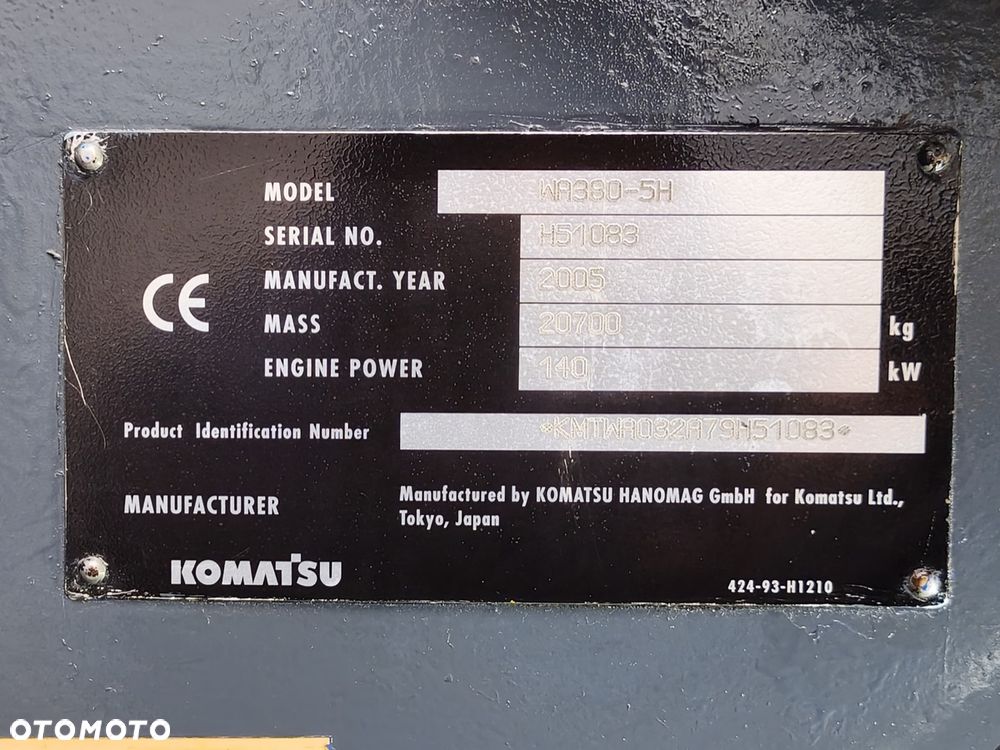 MODEL WA380-5H
SERIAL NO. H51083
MANUFACT. YEAR 2005
CE
MASS 20700 kg
ENGINE POWER 140 kW
Product Identification Number *KMTWA032A79H51083*
MANUFACTURER Manufactured by KOMATSU HANOMAG GmbH for Komatsu Ltd.,
Tokyo, Japan
KOMATSU
424-93-H1210
OTOMOTO